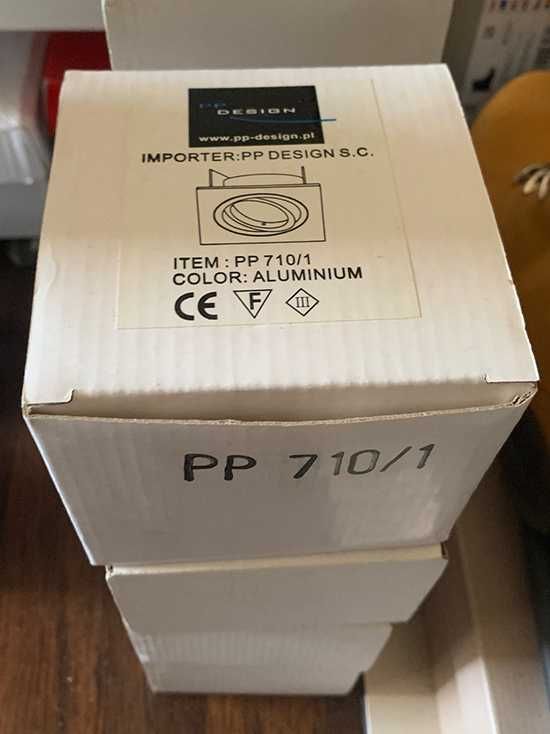 PP
DESIGN
www.pp-design.pl
IMPORTER:PP DESIGN S.C.
ITEM : PP 710/1
COLOR: ALUMINIUM
CE F III
PP 710/1